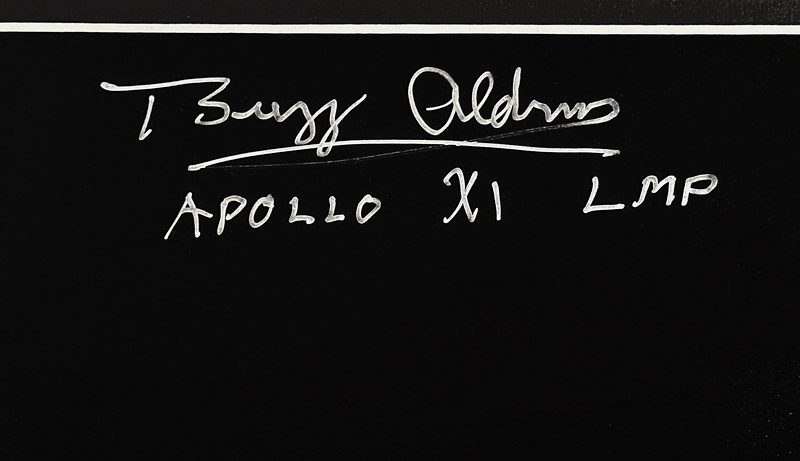 Buzz Aldrin
APOLLO XI LMP